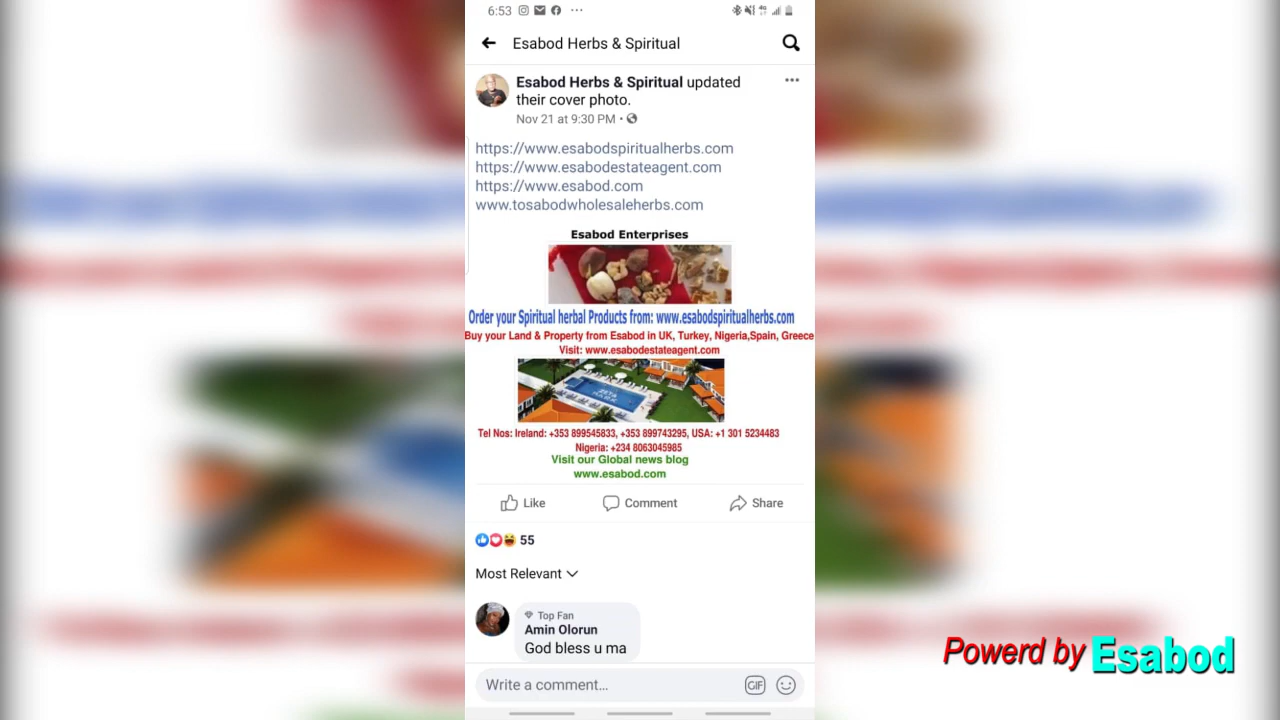 6:53
Esabod Herbs & Spiritual
Esabod Herbs & Spiritual updated
their cover photo.
Nov 21 at 9:30 PM •
https://www.esabodspiritualherbs.com
https://www.esabodestateagent.com
https://www.esabod.com
www.tosabodwholesaleherbs.com
Esabod Enterprises
Order your Spiritual herbal Products from: www.esabodspiritualherbs.com
Buy your Land & Property from Esabod in UK, Turkey, Nigeria,Spain, Greece
Visit: www.esabodestateagent.com
Tel Nos: Ireland: +353 899545833, +353 899743295, USA: +1 301 5234483
Nigeria: +234 8063045985
Visit our Global news blog
www.esabod.com
Like Comment Share
55
Most Relevant
Top Fan
Amin Olorun
God bless u ma
Write a comment... GIF
Powerd by Esabod